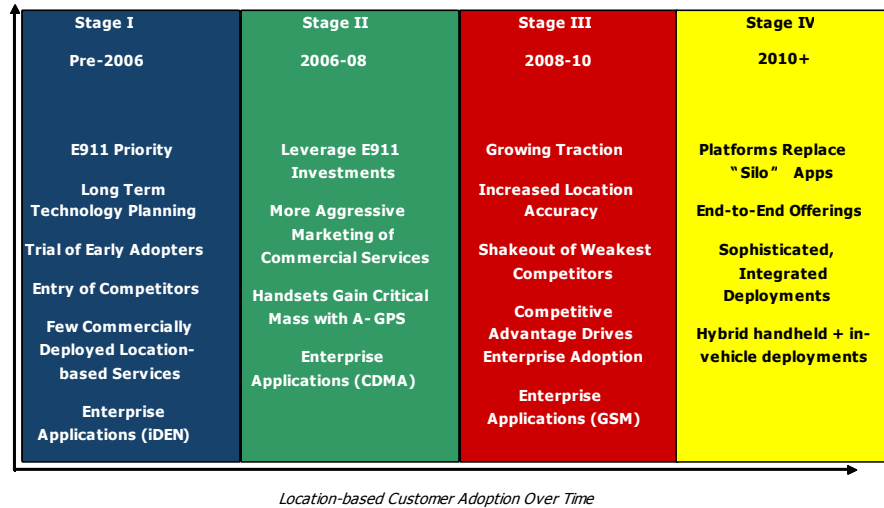 Stage I
Pre-2006
E911 Priority
Long Term
Technology Planning
Trial of Early Adopters
Entry of Competitors
Few Commercially
Deployed Location-
based Services
Enterprise
Applications (iDEN)
Stage II
2006-08
Leverage E911
Investments
More Aggressive
Marketing of
Commercial Services
Handsets Gain Critical
Mass with A-GPS
Enterprise
Applications (CDMA)
Stage III
2008-10
Growing Traction
Increased Location
Accuracy
Shakeout of Weakest
Competitors
Competitive
Advantage Drives
Enterprise Adoption
Enterprise
Applications (GSM)
Stage IV
2010+
Platforms Replace
“Silo” Apps
End-to-End Offerings
Sophisticated,
Integrated
Deployments
Hybrid handheld + in-
vehicle deployments
Location-based Customer Adoption Over Time